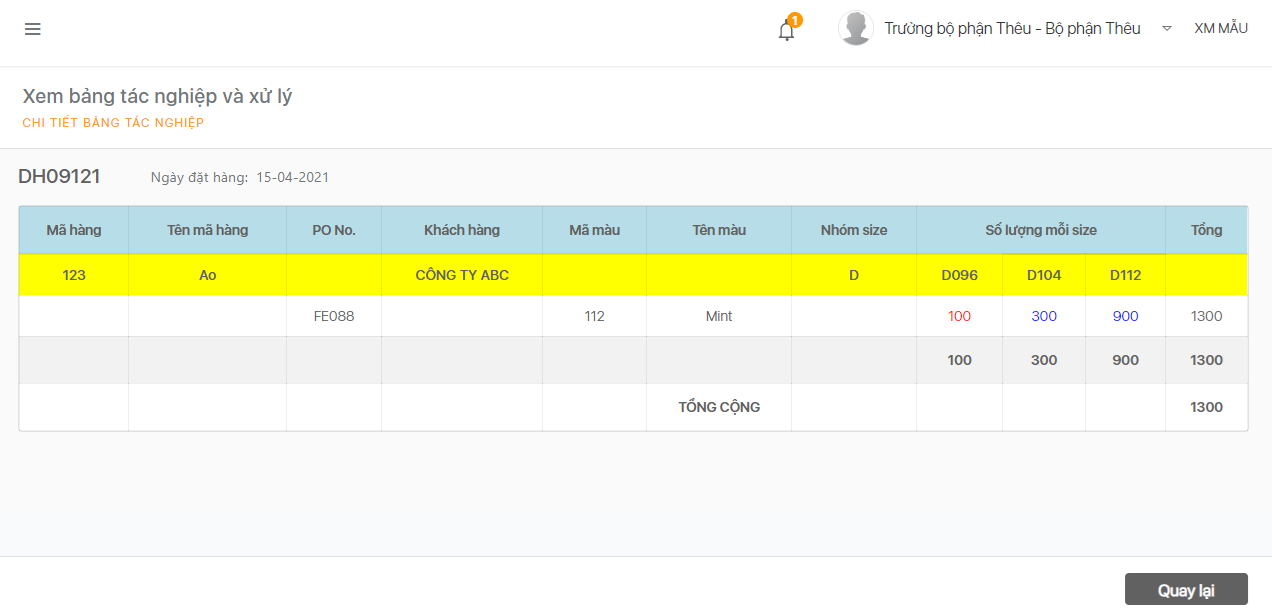 1
Trưởng bộ phận Thêu - Bộ phận Thêu
XM MẪU
Xem bảng tác nghiệp và xử lý
CHI TIẾT BẢNG TÁC NGHIỆP
DH09121 Ngày đặt hàng: 15-04-2021
Mã hàng Tên mã hàng PO No. Khách hàng Mã màu Tên màu Nhóm size Số lượng mỗi size Tổng
123 Ao CÔNG TY ABC D D096 D104 D112
FE088 112 Mint 100 300 900 1300
100 300 900 1300
TỔNG CỘNG 1300
Quay lại